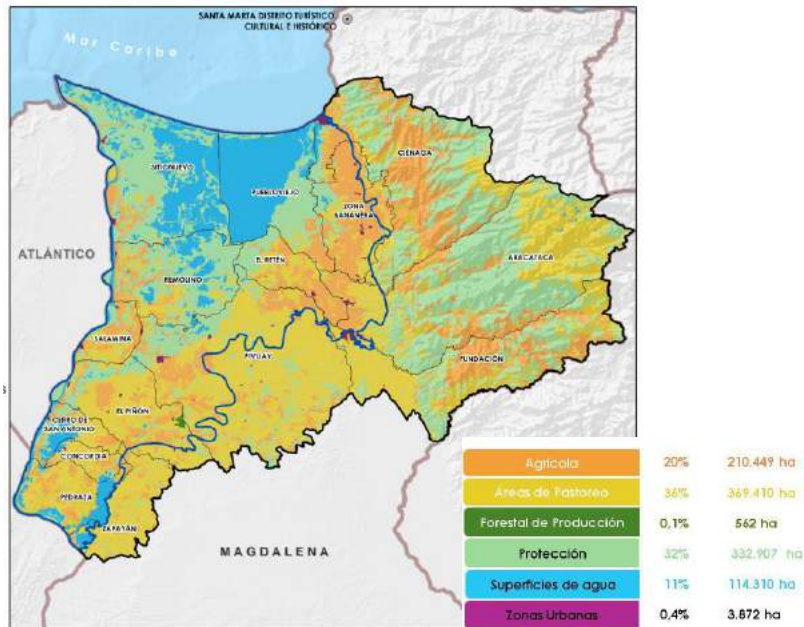 SANTA MARTA DISTRITO TURÍSTICO
CULTURAL E HISTÓRICO
Mar Caribe
CIÉNAGA
SITIONUEVO
PUEBLOVIEJO
ZONA
BANANERA
ATLÁNTICO
EL RETÉN
ARACATACA
REMOLINO
SALAMINA
PIVIJAY
FUNDACIÓN
EL PIÑÓN
CERRO DE
SAN ANTONIO
CONCORDIA
PEDRAZA
ZAPAYÁN
MAGDALENA
Agrícola 20% 210.449 ha
Áreas de Pastoreo 36% 369.410 ha
Forestal de Producción 0,1% 562 ha
Protección 32% 332.907 ha
Superficies de agua 11% 114.310 ha
Zonas Urbanas 0,4% 3.872 ha